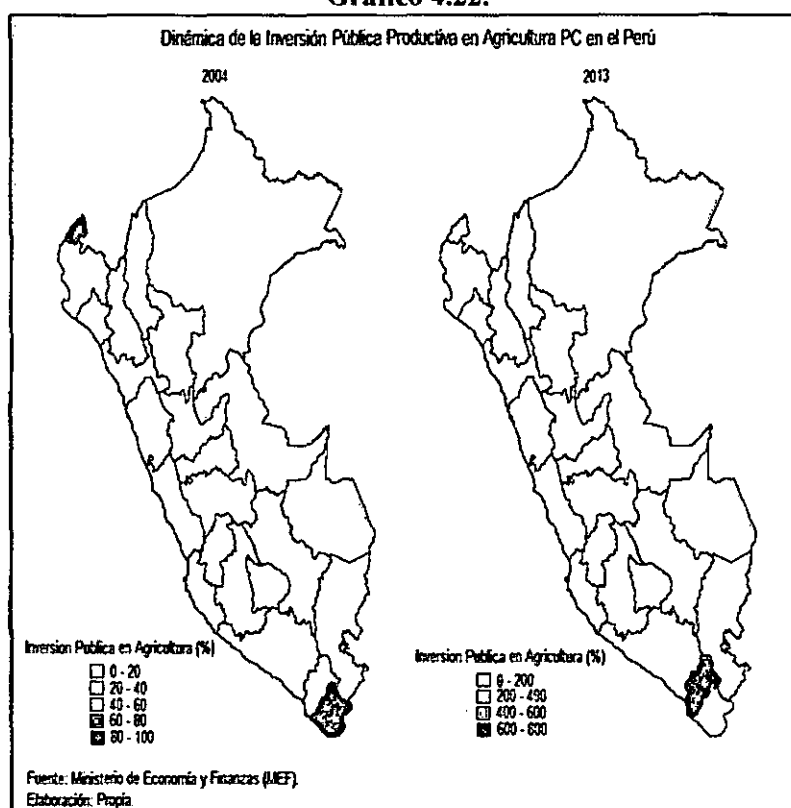 Gráfico 4.22.
Dinámica de la Inversión Pública Productiva en Agricultura PC en el Perú
2004
2013
Inversion Publica en Agricultura (%)
0 - 20
20 - 40
40 - 60
60 - 80
80 - 100
Inversion Publica en Agricultura (%)
0 - 200
200 - 400
400 - 600
600 - 800
Fuente: Ministerio de Economía y Finanzas (MEF).
Elaboración: Propia.